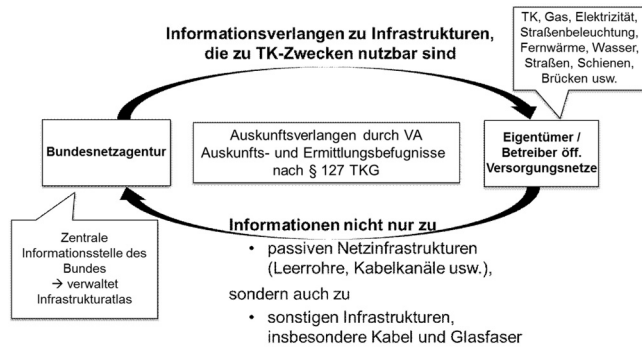 Informationsverlangen zu Infrastrukturen,
die zu TK-Zwecken nutzbar sind
TK, Gas, Elektrizität,
Straßenbeleuchtung,
Fernwärme, Wasser,
Straßen, Schienen,
Brücken usw.
Bundesnetzagentur
Auskunftsverlangen durch VA
Auskunfts- und Ermittlungsbefugnisse
nach § 127 TKG
Eigentümer /
Betreiber öff.
Versorgungsnetze
Zentrale
Informationsstelle des
Bundes
→ verwaltet
Infrastrukturatlas
Informationen nicht nur zu
• passiven Netzinfrastrukturen
(Leerrohre, Kabelkanäle usw.),
sondern auch zu
• sonstigen Infrastrukturen,
insbesondere Kabel und Glasfaser